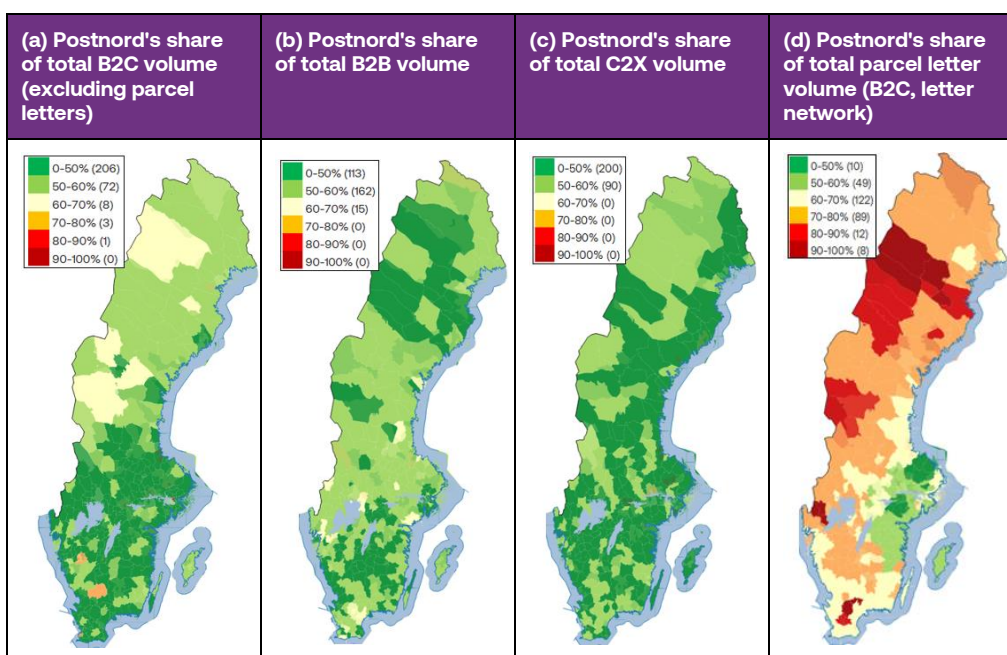 (a) Postnord's share
of total B2C volume
(excluding parcel
letters)
(b) Postnord's share
of total B2B volume
(c) Postnord's share
of total C2X volume
(d) Postnord's share
of total parcel letter
volume (B2C, letter
network)
0-50% (206)
50-60% (72)
60-70% (8)
70-80% (3)
80-90% (1)
90-100% (0)
0-50% (113)
50-60% (162)
60-70% (15)
70-80% (0)
80-90% (0)
90-100% (0)
0-50% (200)
50-60% (90)
60-70% (0)
70-80% (0)
80-90% (0)
90-100% (0)
0-50% (10)
50-60% (49)
60-70% (122)
70-80% (89)
80-90% (12)
90-100% (8)